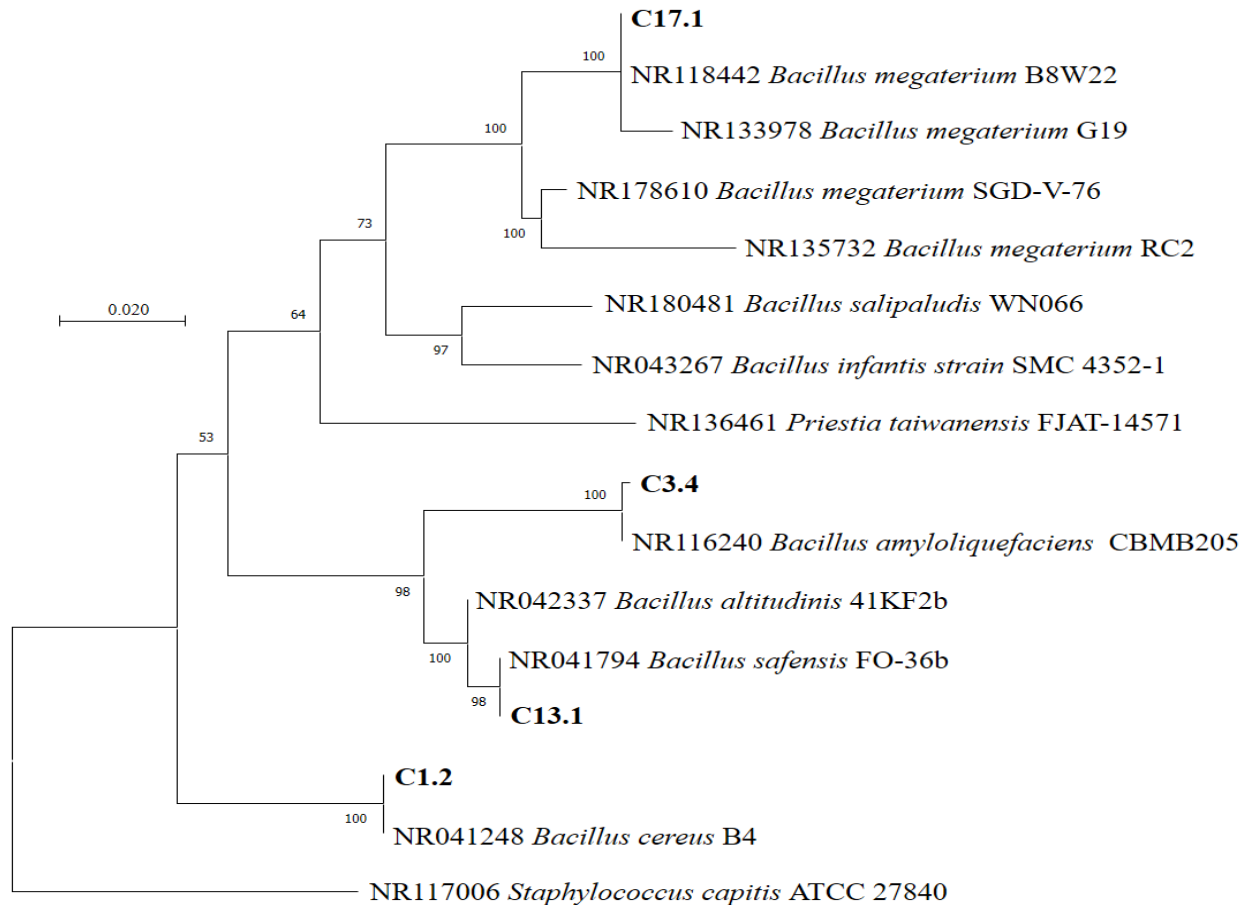 C17.1
100
NR118442 Bacillus megaterium B8W22
100
NR133978 Bacillus megaterium G19
NR178610 Bacillus megaterium SGD-V-76
73
100
NR135732 Bacillus megaterium RC2
0.020
64
NR180481 Bacillus salipaludis WN066
97
NR043267 Bacillus infantis strain SMC 4352-1
NR136461 Priestia taiwanensis FJAT-14571
53
C3.4
100
NR116240 Bacillus amyloliquefaciens CBMB205
98
NR042337 Bacillus altitudinis 41KF2b
100
NR041794 Bacillus safensis FO-36b
98
C13.1
C1.2
100
NR041248 Bacillus cereus B4
NR117006 Staphylococcus capitis ATCC 27840